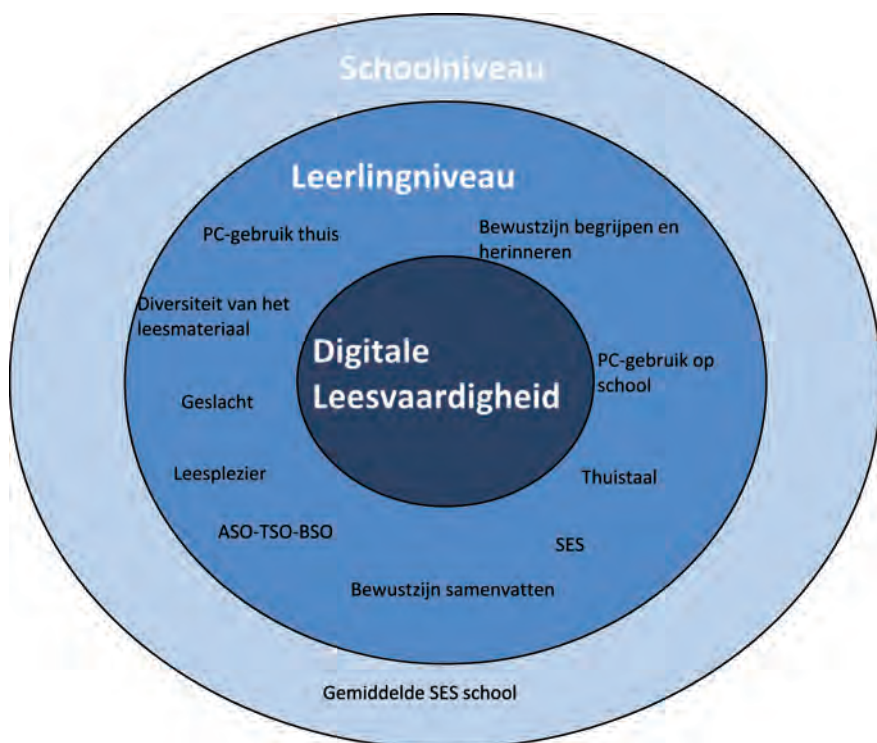 Schoolniveau
Leerlingniveau
PC-gebruik thuis
Bewustzijn begrijpen en
herinneren
Diversiteit van het
leesmateriaal
Digitale
Leesvaardigheid
PC-gebruik op
school
Geslacht
Leesplezier
Thuistaal
ASO-TSO-BSO
SES
Bewustzijn samenvatten
Gemiddelde SES school